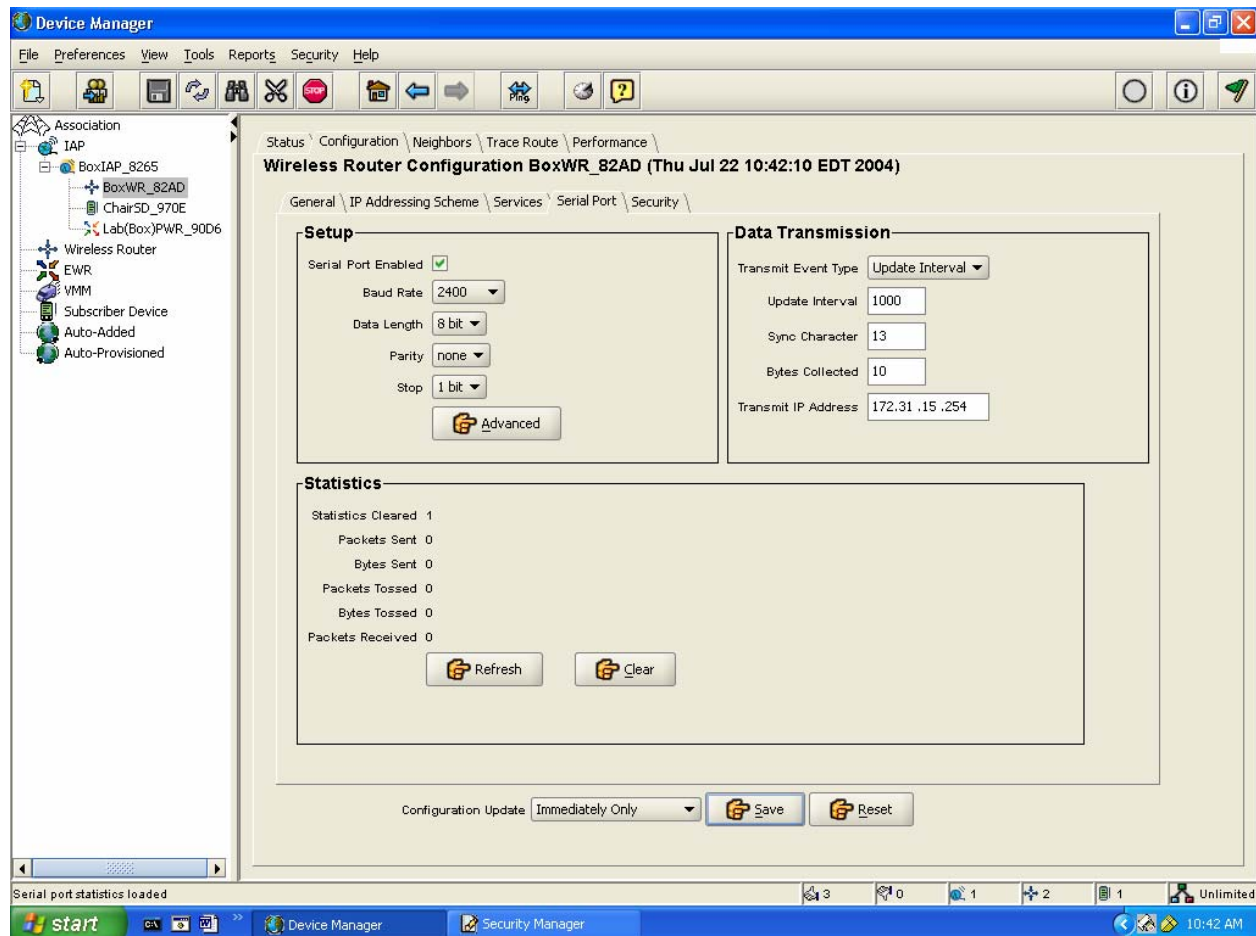 Device Manager
File Preferences View Tools Reports Security Help
STOP
Ping
Association
IAP
BoxIAP_8265
BoxWR_82AD
ChairSD_970E
Lab(Box)PWR_90D6
Wireless Router
EWR
VMM
Subscriber Device
Auto-Added
Auto-Provisioned
Status Configuration Neighbors Trace Route Performance
Wireless Router Configuration BoxWR_82AD (Thu Jul 22 10:42:10 EDT 2004)
General IP Addressing Scheme Services Serial Port Security
Setup
Serial Port Enabled
Baud Rate 2400
Data Length 8 bit
Parity none
Stop 1 bit
Advanced
Data Transmission
Transmit Event Type Update Interval
Update Interval 1000
Sync Character 13
Bytes Collected 10
Transmit IP Address 172.31 .15 .254
Statistics
Statistics Cleared 1
Packets Sent 0
Bytes Sent 0
Packets Tossed 0
Bytes Tossed 0
Packets Received 0
Refresh Clear
Configuration Update Immediately Only Save Reset
Serial port statistics loaded 3 0 1 2 1 Unlimited
start Device Manager Security Manager 10:42 AM